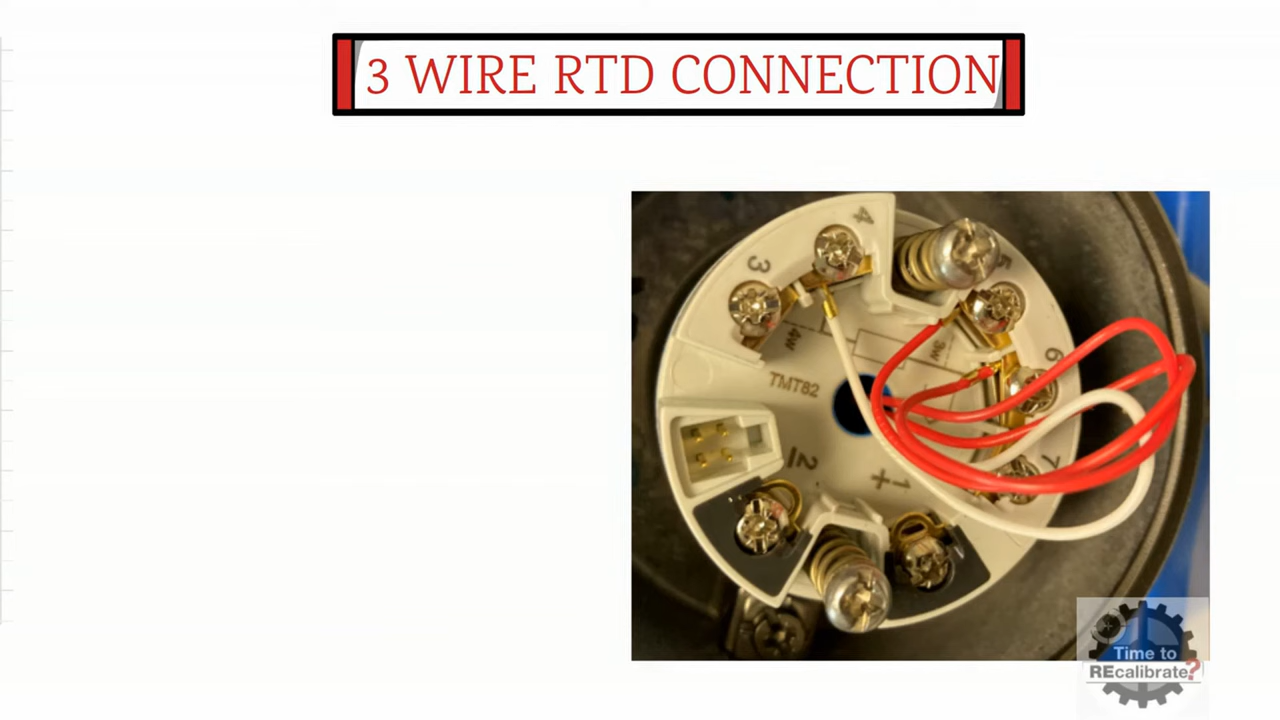 3 WIRE RTD CONNECTION
4
3
5
4w
3w
6
TMT82
7
2 -
1 +
Time to
REcalibrate?